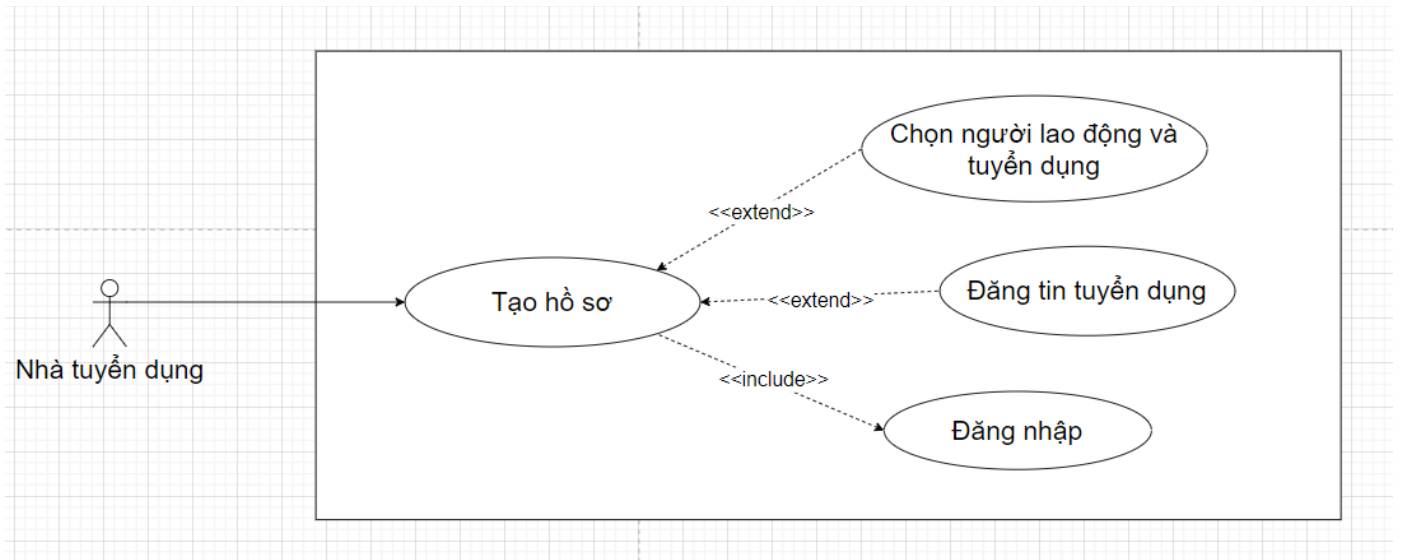 Chọn người lao động và
tuyển dụng
<<extend>>
Tạo hồ sơ
<<extend>>
Đăng tin tuyển dụng
Nhà tuyển dụng
<<include>>
Đăng nhập